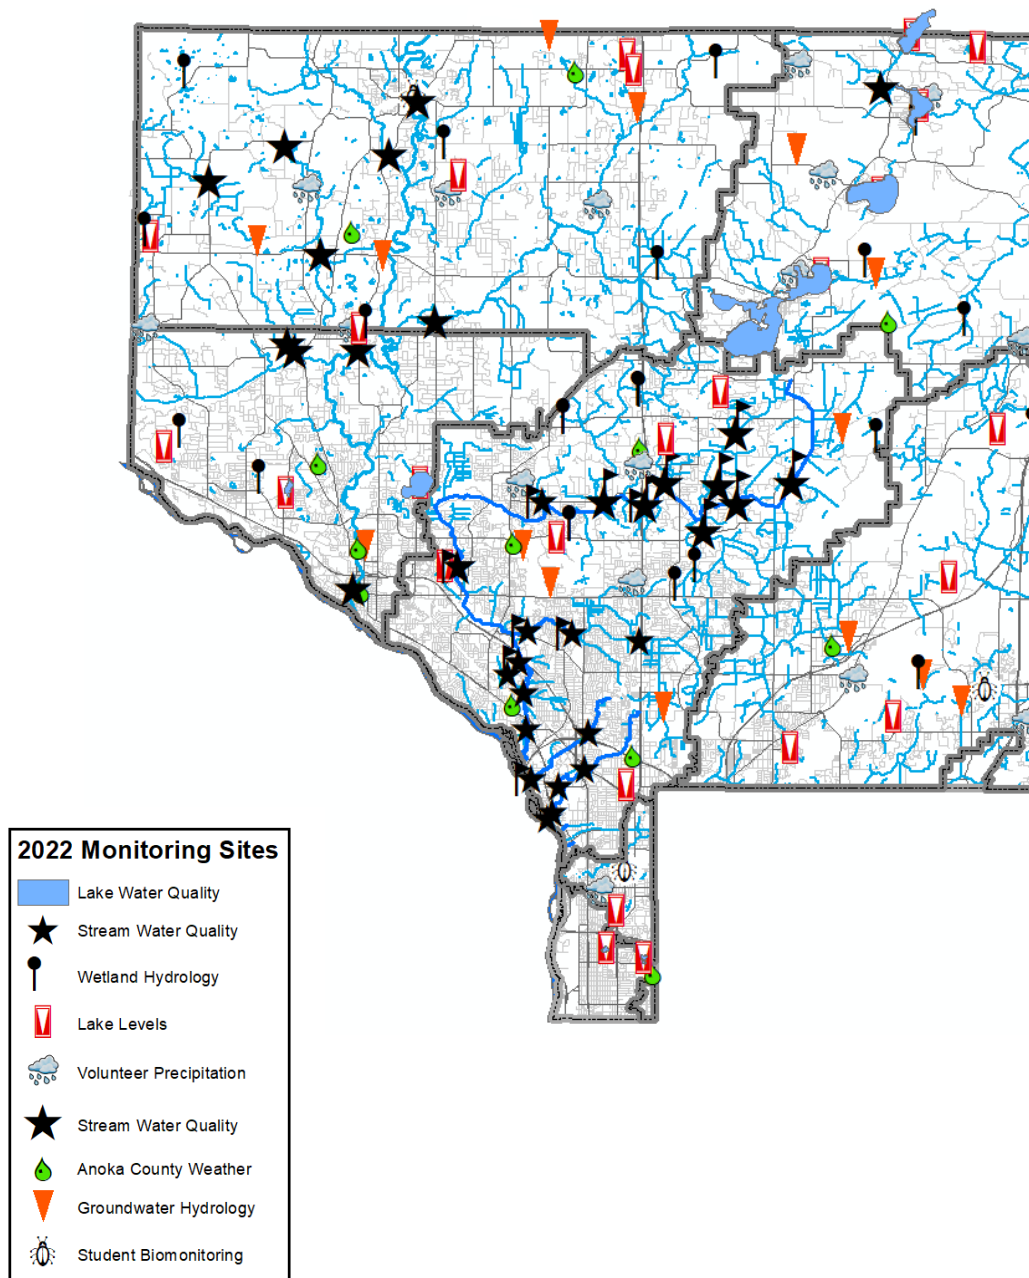 2022 Monitoring Sites
Lake Water Quality
Stream Water Quality
Wetland Hydrology
Lake Levels
Volunteer Precipitation
Stream Water Quality
Anoka County Weather
Groundwater Hydrology
Student Biomonitoring